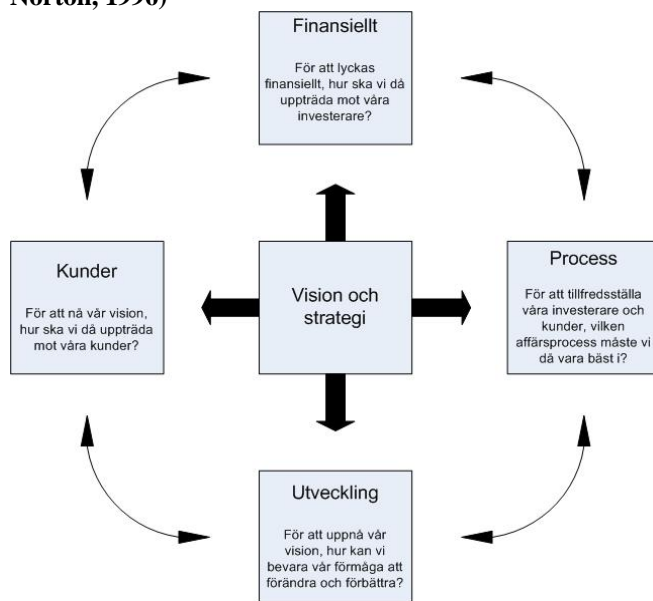 Norton, 1996)
Finansiellt
För att lyckas
finansiellt, hur ska vi då
uppträda mot våra
investerare?
Kunder
För att nå vår vision,
hur ska vi då uppträda
mot våra kunder?
Vision och
strategi
Process
För att tillfredsställa
våra investerare och
kunder, vilken
affärsprocess måste vi
då vara bäst i?
Utveckling
För att uppnå vår
vision, hur kan vi
bevara vår förmåga att
förändra och förbättra?